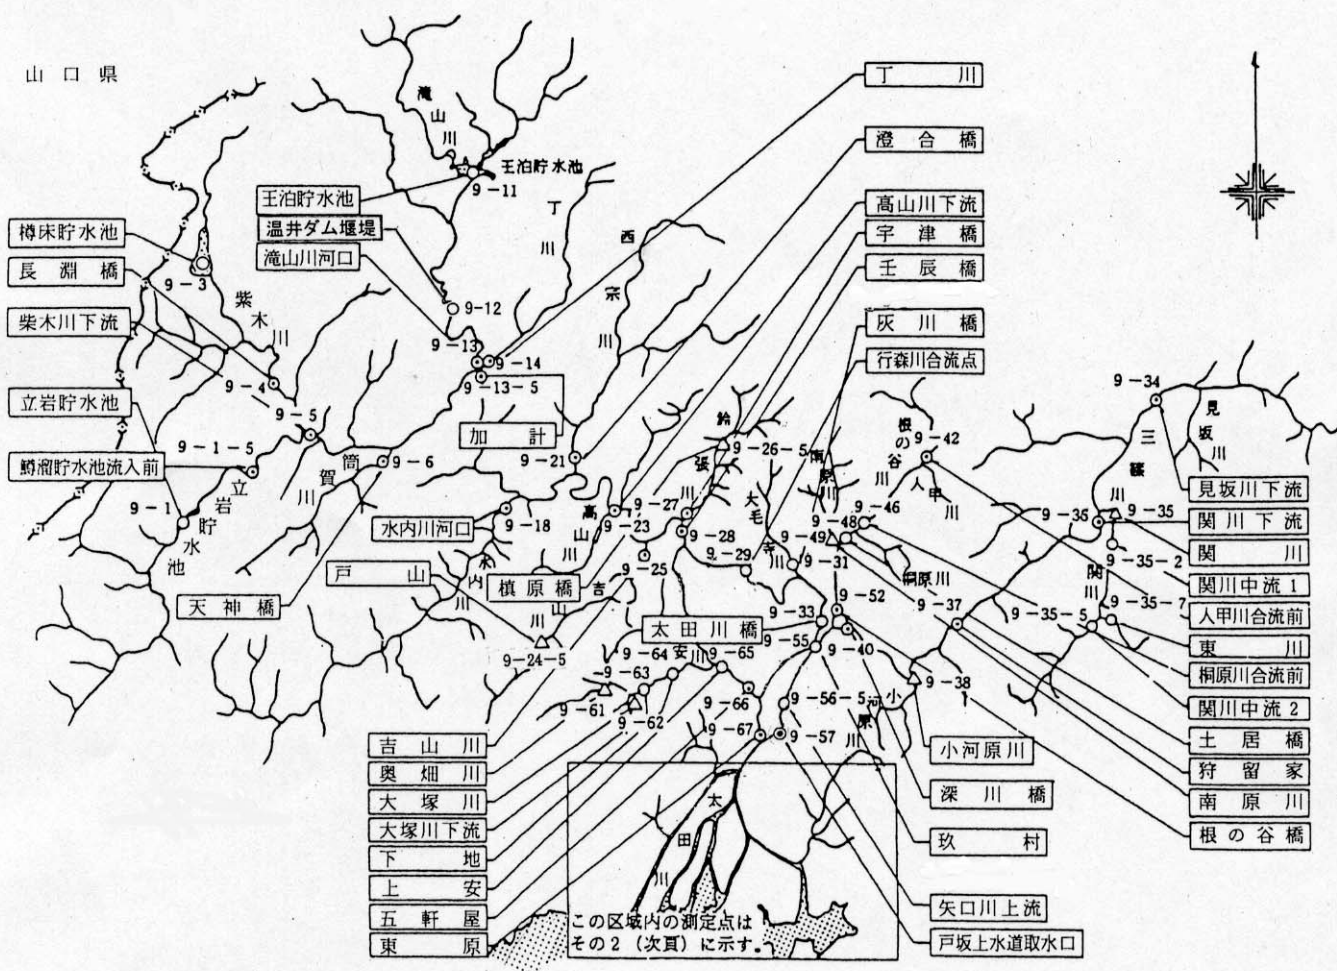 山口県
丁川
澄合橋
高山川下流
宇津橋
壬辰橋
灰川橋
行森川合流点
滝山川
王泊貯水池
9-11
王泊貯水池
温井ダム堰堤
滝山川河口
丁川
西宗川
樽床貯水池
長淵橋
柴木川下流
立岩貯水池
鱒溜貯水池流入前
9-3
柴木川
9-12
9-13
9-14
9-13-5
9-4
9-5
9-1-5
9-1
立岩貯水池
筒賀川
9-6
加計
9-21
水内川河口
9-18
水内川
戸山
天神橋
槙原橋
高山川
9-23
9-27
鈴張川
9-26-5
9-28
9-25
吉山川
9-24-5
9-29
大毛寺川
9-31
南原川
9-48
9-49
9-46
根の谷川
9-42
人甲川
桐原川
9-34
三篠川
見坂川
9-36
9-35
9-35-2
関川
9-35-7
9-35-5
9-37
9-52
9-33
9-55
9-40
9-38
太田川橋
安川
9-64
9-65
9-63
9-61
9-62
9-66
9-67
9-56-5
9-57
小河原川
見坂川下流
関川下流
関川
関川中流1
人甲川合流前
東川
桐原川合流前
関川中流2
土居橋
狩留家
南原川
根の谷橋
小河原川
深川橋
玖村
矢口川上流
戸坂上水道取水口
吉山川
奥畑川
大塚川
大塚川下流
下地
上安
五軒屋
東原
太田川
この区域内の測定点は
その2(次頁)に示す。